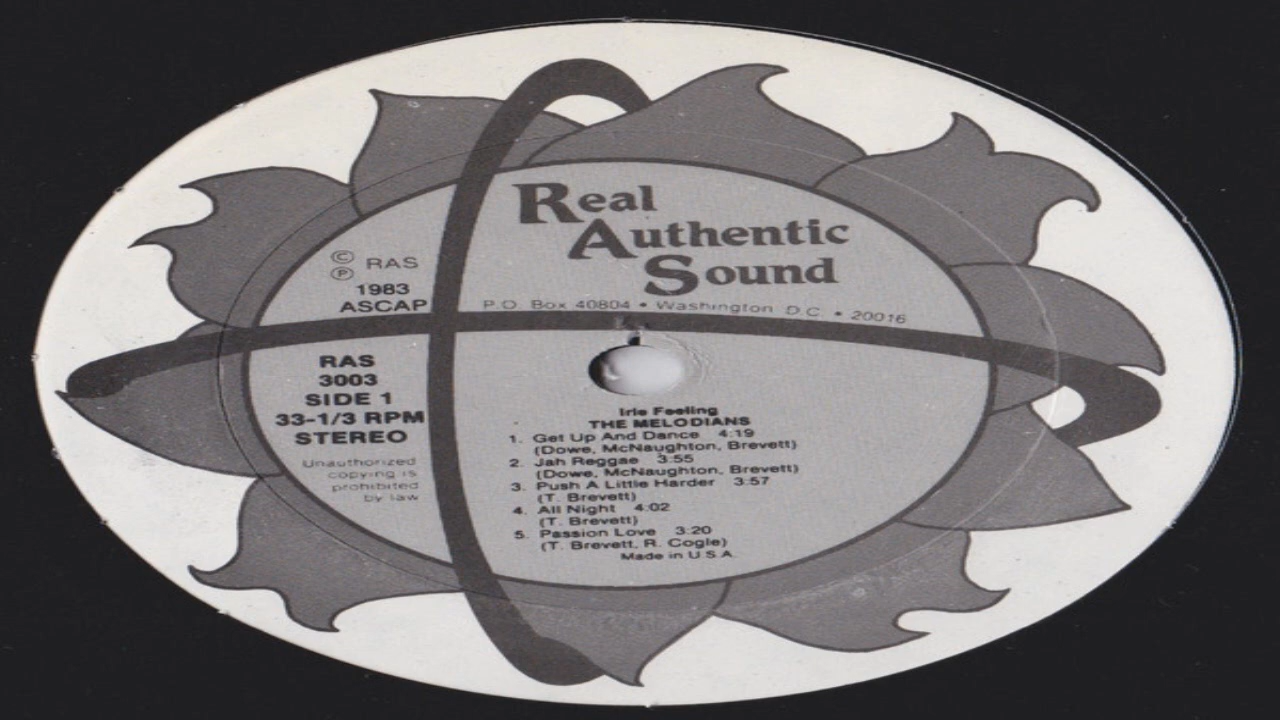 Real
Authentic
Sound
P.O. Box 40804 • Washington D.C. • 20016
© RAS
℗
1983
ASCAP
RAS
3003
SIDE 1
33-1/3 RPM
STEREO
Unauthorized
copying is
prohibited
by law
Irie Feeling
THE MELODIANS
1. Get Up And Dance 4:19
(Dowe, McNaughton, Brevett)
2. Jah Reggae 3:55
(Dowe, McNaughton, Brevett)
3. Push A Little Harder 3:57
(T. Brevett)
4. All Night 4:02
(T. Brevett)
5. Passion Love 3:20
(T. Brevett, R. Cogle)
Made in U.S.A.